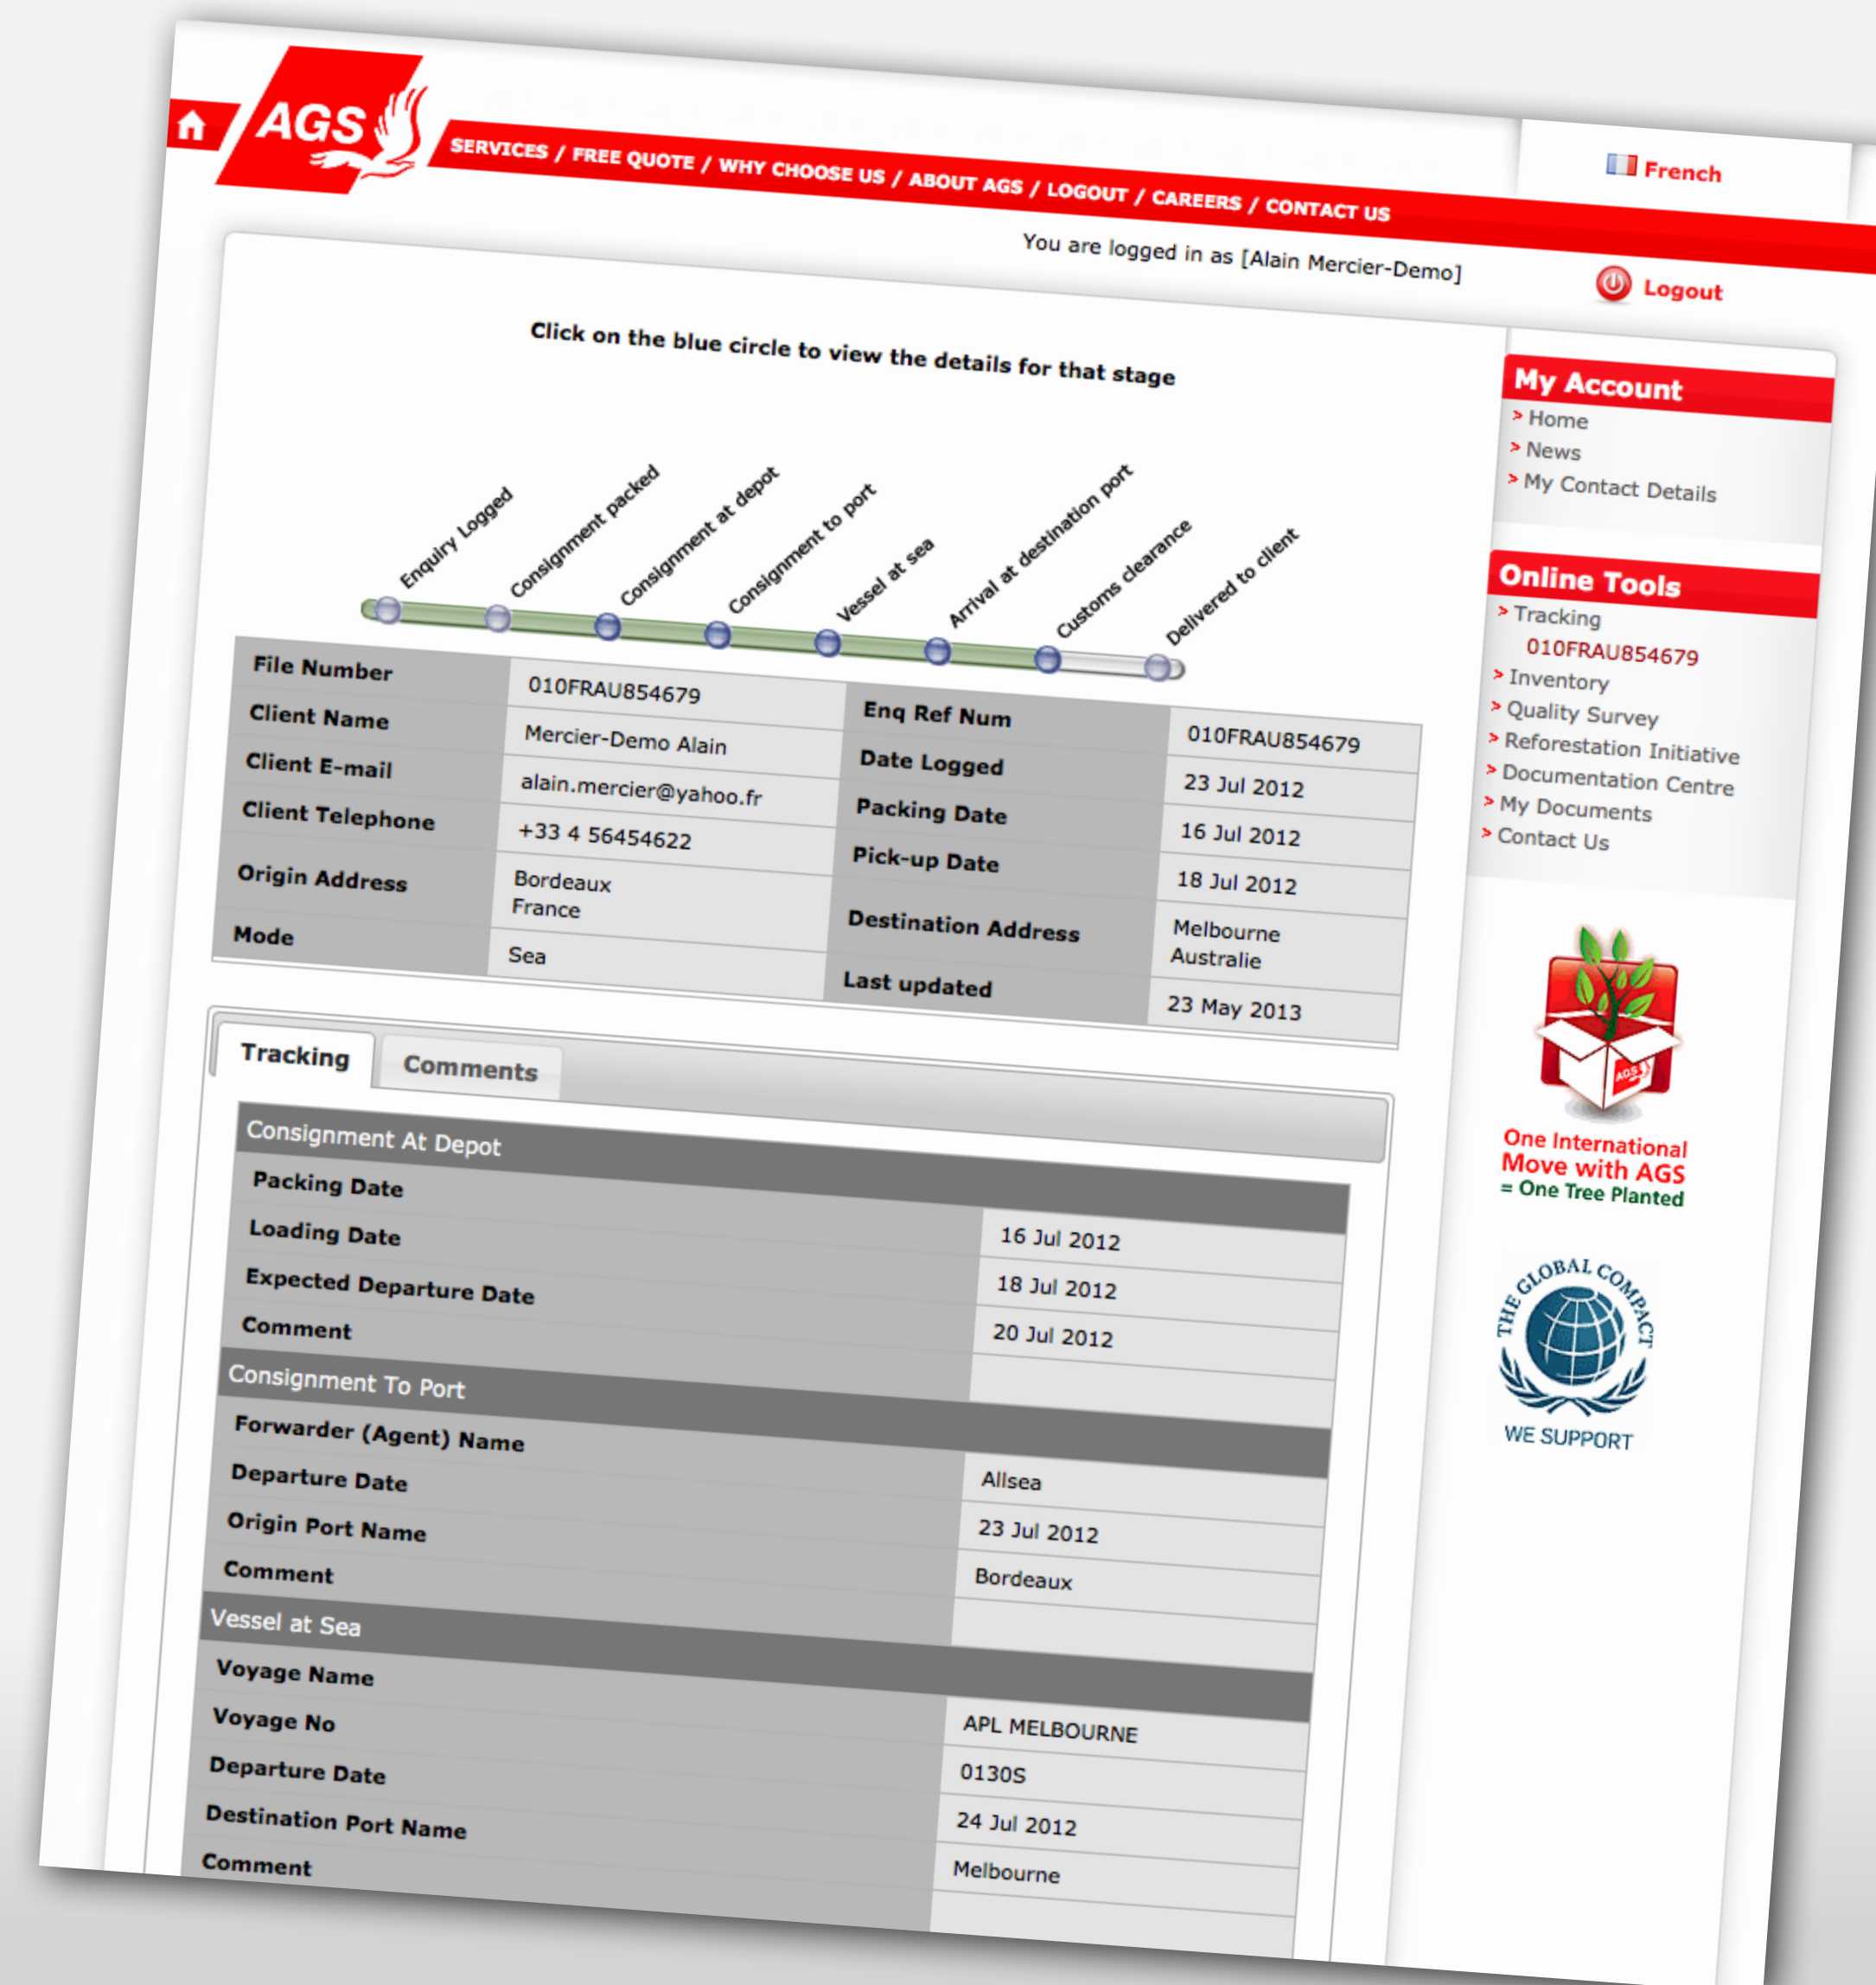 AGS
SERVICES / FREE QUOTE / WHY CHOOSE US / ABOUT AGS / LOGOUT / CAREERS / CONTACT US
French
You are logged in as [Alain Mercier-Demo]
Logout
Click on the blue circle to view the details for that stage
Enquiry Logged
Consignment packed
Consignment at depot
Consignment to port
Vessel at sea
Arrival at destination port
Customs clearance
Delivered to client
File Number 010FRAU854679 Enq Ref Num 010FRAU854679
Client Name Mercier-Demo Alain Date Logged 23 Jul 2012
Client E-mail alain.mercier@yahoo.fr Packing Date 16 Jul 2012
Client Telephone +33 4 56454622 Pick-up Date 18 Jul 2012
Origin Address Bordeaux Destination Address Melbourne
France Australie
Mode Sea Last updated 23 May 2013
Tracking Comments
Consignment At Depot
Packing Date 16 Jul 2012
Loading Date 18 Jul 2012
Expected Departure Date 20 Jul 2012
Comment
Consignment To Port
Forwarder (Agent) Name Allsea
Departure Date 23 Jul 2012
Origin Port Name Bordeaux
Comment
Vessel at Sea
Voyage Name APL MELBOURNE
Voyage No 0130S
Departure Date 24 Jul 2012
Destination Port Name Melbourne
Comment
My Account
> Home
> News
> My Contact Details
Online Tools
> Tracking
010FRAU854679
> Inventory
> Quality Survey
> Reforestation Initiative
> Documentation Centre
> My Documents
> Contact Us
AGS
One International
Move with AGS
= One Tree Planted
THE GLOBAL COMPACT
WE SUPPORT